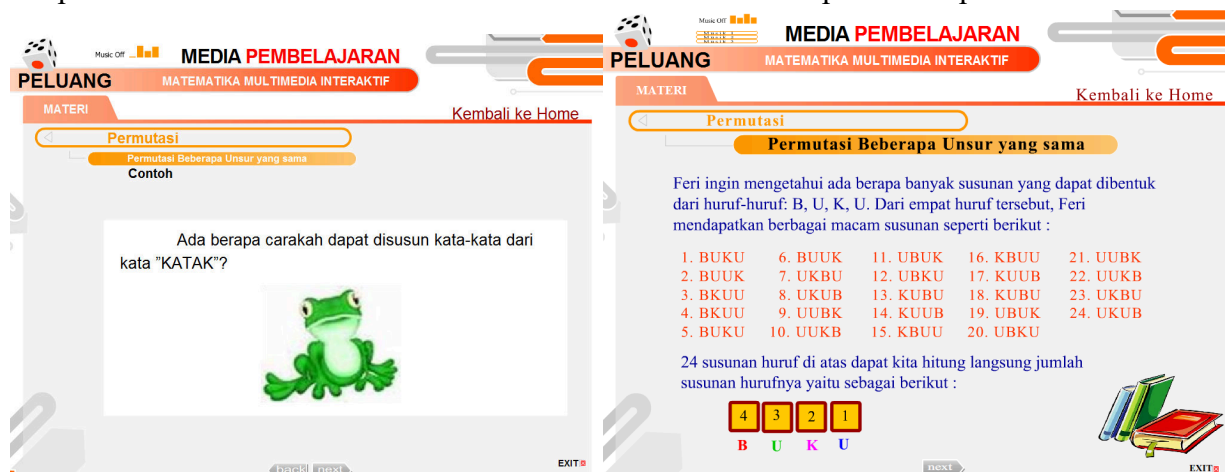 Music Off
MEDIA PEMBELAJARAN
PELUANG
MATEMATIKA MULTIMEDIA INTERAKTIF
MATERI
Kembali ke Home
Permutasi
Permutasi Beberapa Unsur yang sama
Contoh
Ada berapa carakah dapat disusun kata-kata dari
kata "KATAK"?
back next
EXIT
Music Off
MEDIA PEMBELAJARAN
PELUANG
MATEMATIKA MULTIMEDIA INTERAKTIF
MATERI
Kembali ke Home
Permutasi
Permutasi Beberapa Unsur yang sama
Feri ingin mengetahui ada berapa banyak susunan yang dapat dibentuk
dari huruf-huruf: B, U, K, U. Dari empat huruf tersebut, Feri
mendapatkan berbagai macam susunan seperti berikut :
1. BUKU 6. BUUK 11. UBUK 16. KBUU 21. UUBK
2. BUUK 7. UKBU 12. UBKU 17. KUUB 22. UUKB
3. BKUU 8. UKUB 13. KUBU 18. KUBU 23. UKBU
4. BKUU 9. UUBK 14. KUUB 19. UBUK 24. UKUB
5. BUKU 10. UUKB 15. KBUU 20. UBKU
24 susunan huruf di atas dapat kita hitung langsung jumlah
susunan hurufnya yaitu sebagai berikut :
4 3 2 1
B U K U
next
EXIT